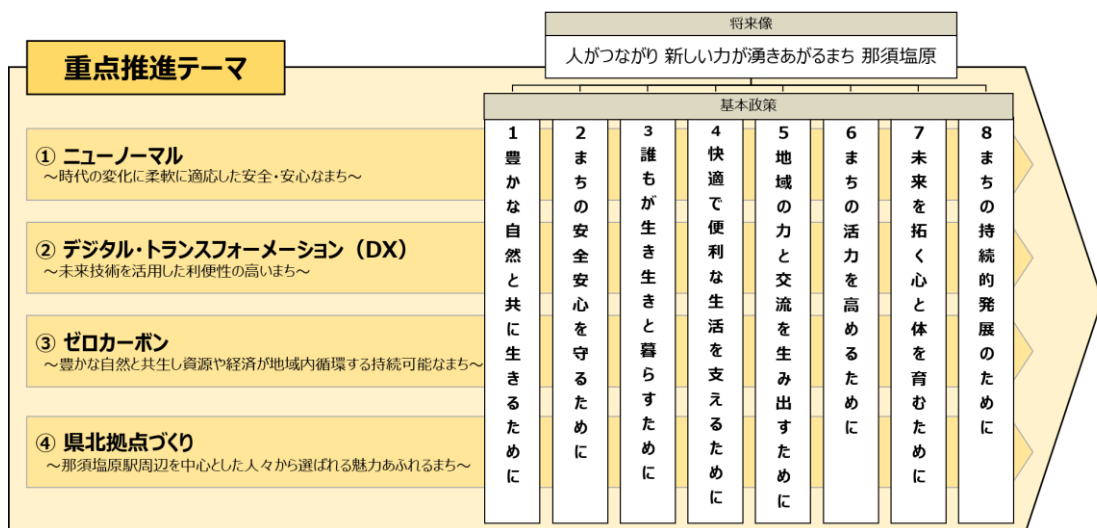 将来像
人がつながり 新しい力が湧きあがるまち 那須塩原
重点推進テーマ
基本政策
① ニューノーマル
～時代の変化に柔軟に適応した安全・安心なまち～
② デジタル・トランスフォーメーション（DX）
～未来技術を活用した利便性の高いまち～
③ ゼロカーボン
～豊かな自然と共生し資源や経済が地域内循環する持続可能なまち～
④ 県北拠点づくり
～那須塩原駅周辺を中心とした人々から選ばれる魅力あふれるまち～
1豊かな自然と共に生きるために
2まちの安全安心を守るために
3誰もが生き生きと暮らすために
4快適で便利な生活を支えるために
5地域の力と交流を生み出すために
6まちの活力を高めるために
7未来を拓く心と体を育むために
8まちの持続的発展のために